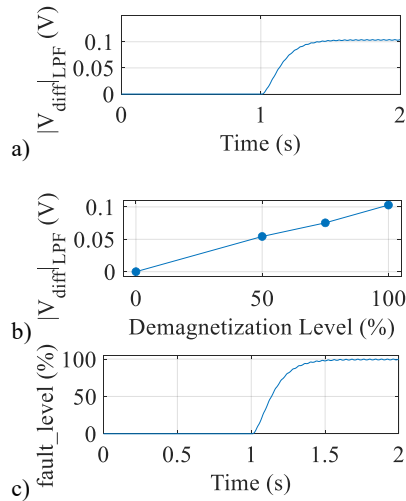 |V_diff|_LPF (V)
0.1
0.05
0
0
1
2
Time (s)
a)
|V_diff|_LPF (V)
0.1
0.05
0
0
50
100
Demagnetization Level (%)
b)
fault_level (%)
100
50
0
0
0.5
1
1.5
2
Time (s)
c)